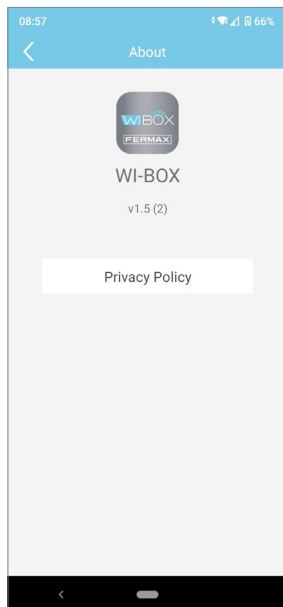 08:57 66%
About
WIBOX
FERMAX
WI-BOX
v1.5 (2)
Privacy Policy